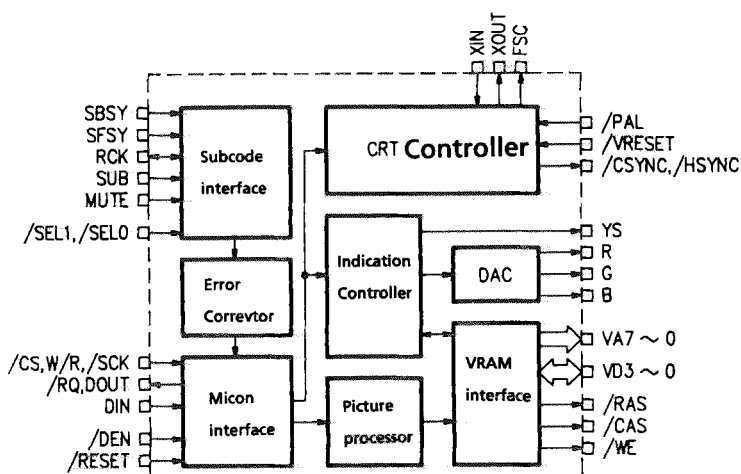 XIN
XOUT
FSC
SBSY
SFSY
RCK
SUB
MUTE
/SEL1,/SEL0
Subcode
interface
CRT Controller
/PAL
/VRESET
/CSYNC,/HSYNC
Error
Correvtor
Indication
Controller
DAC
YS
R
G
B
/CS,W/R,/SCK
/RQ,DOUT
DIN
/DEN
/RESET
Micon
interface
Picture
processor
VRAM
interface
VA7～0
VD3～0
/RAS
/CAS
/WE